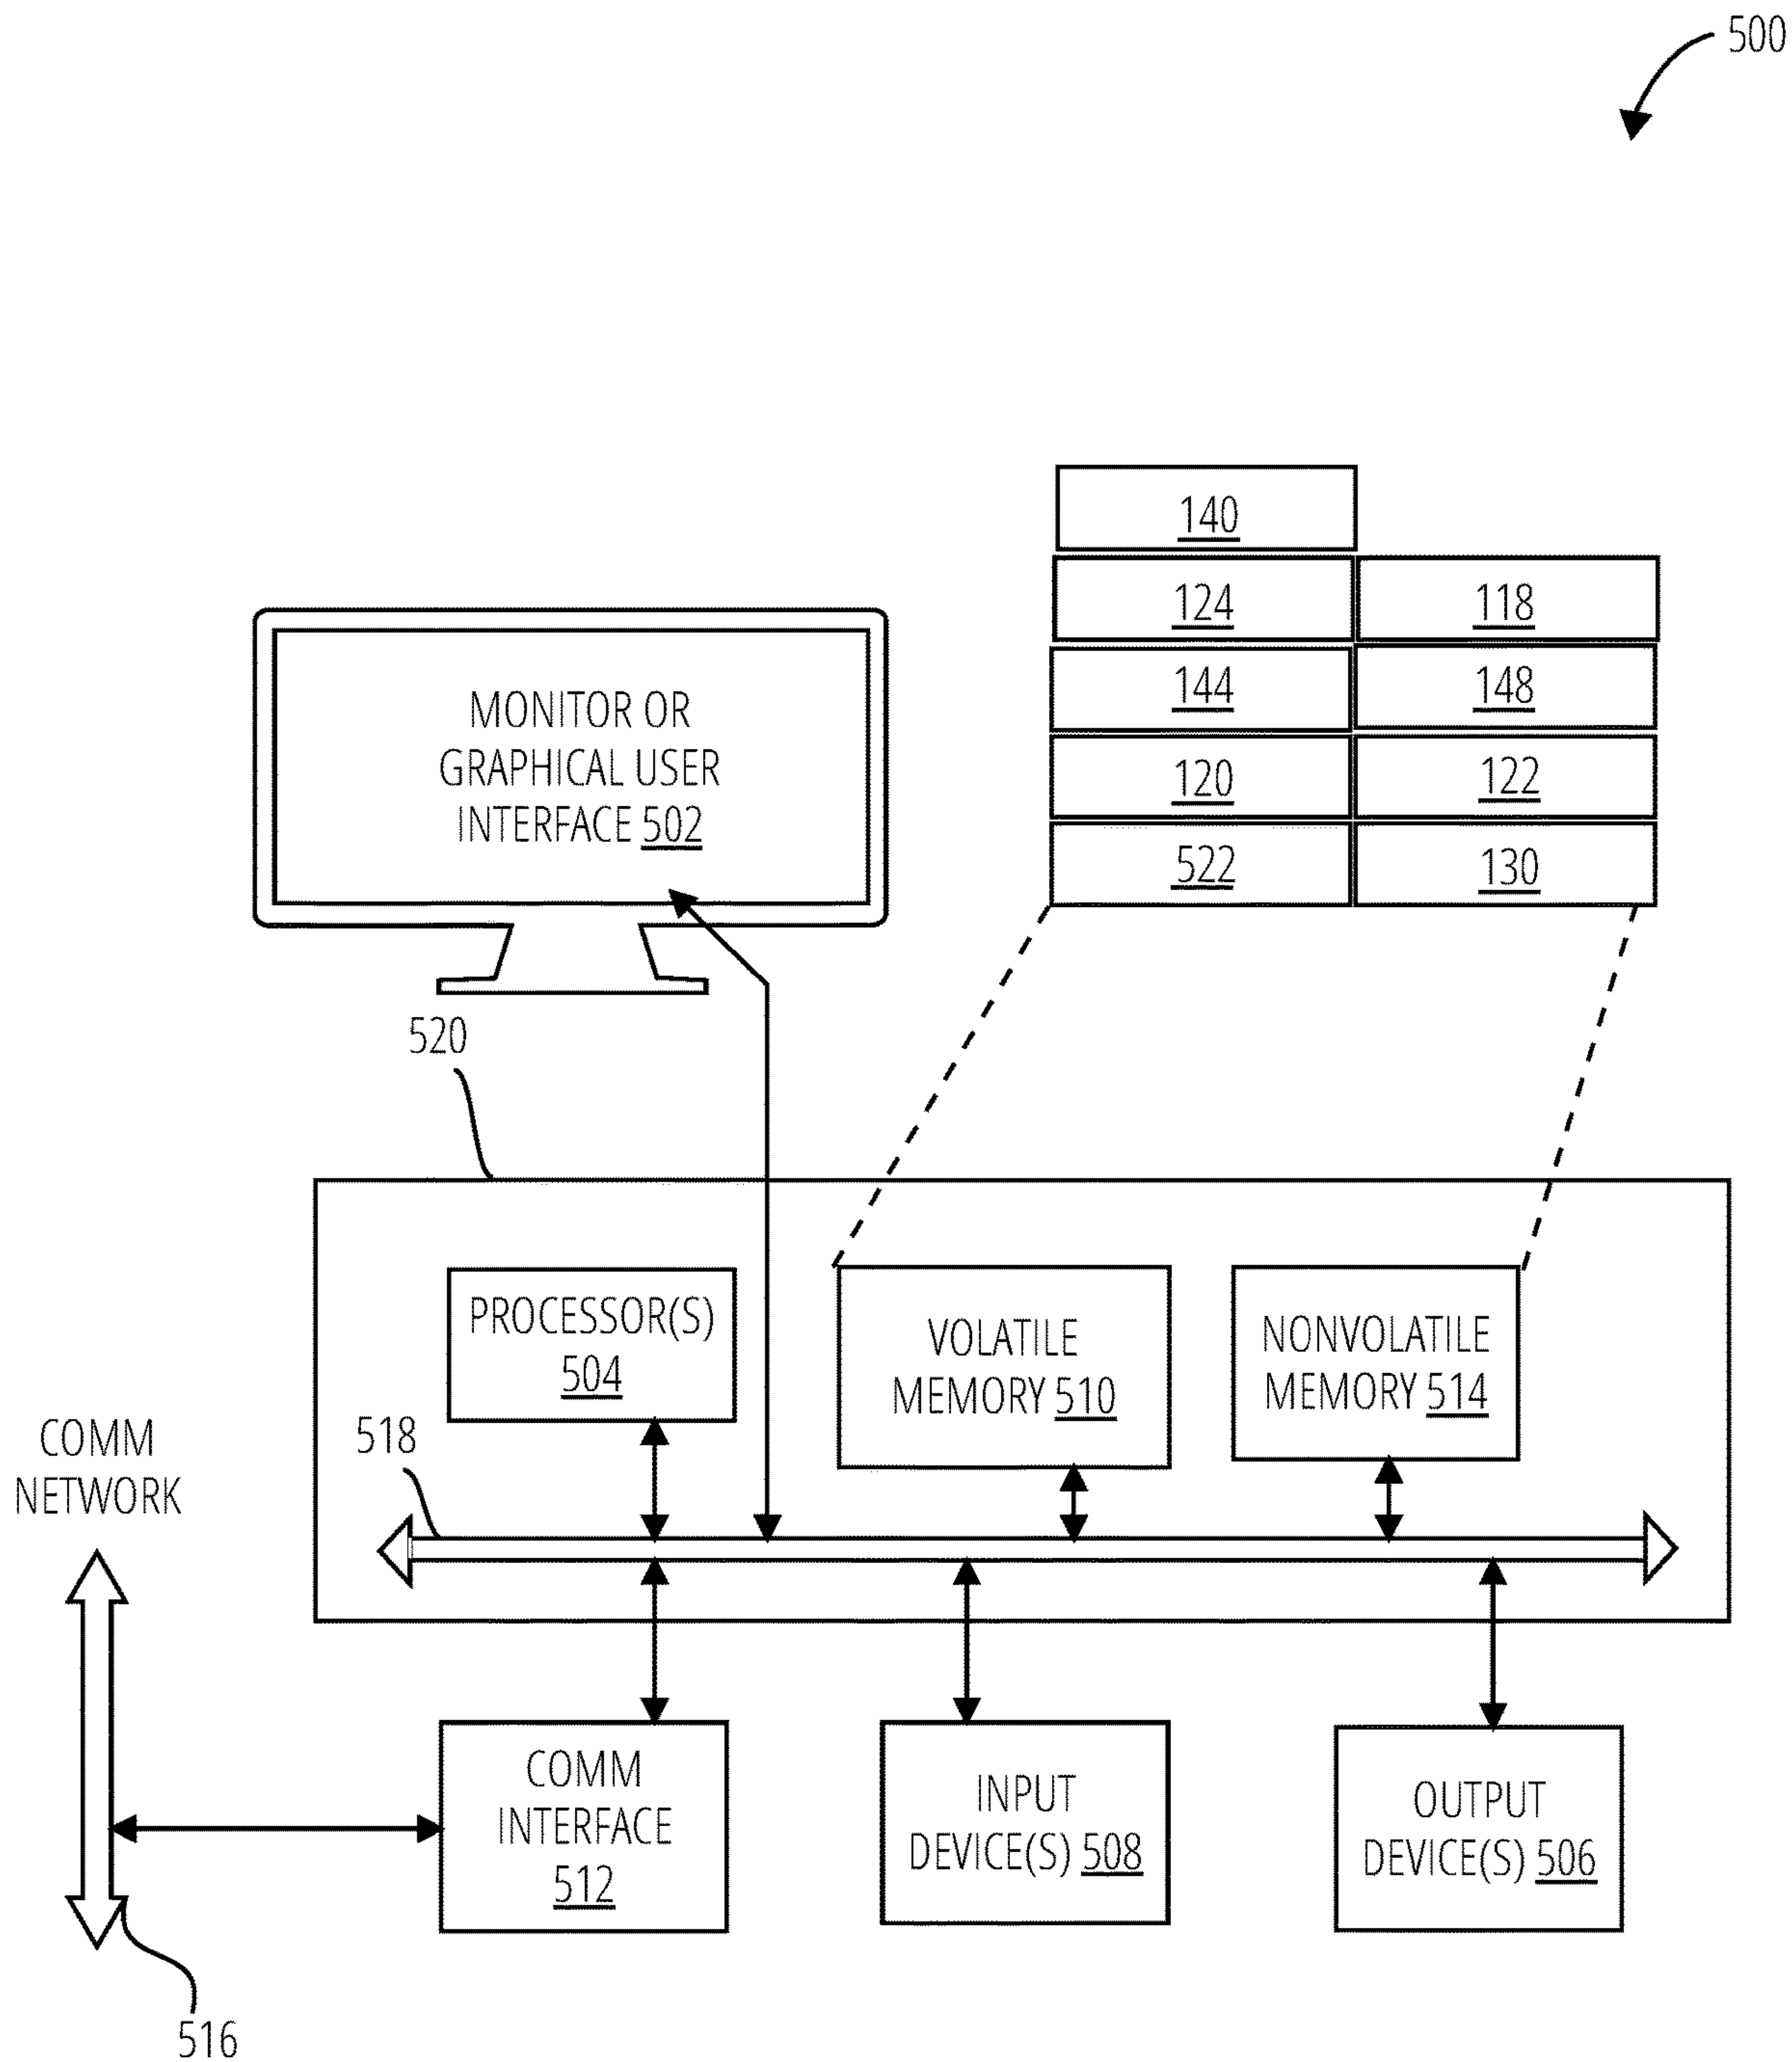 500
140
124 118
144 148
120 122
522 130
MONITOR OR
GRAPHICAL USER
INTERFACE 502
520
PROCESSOR(S)
504
VOLATILE
MEMORY 510
NONVOLATILE
MEMORY 514
518
COMM
NETWORK
COMM
INTERFACE
512
INPUT
DEVICE(S) 508
OUTPUT
DEVICE(S) 506
516